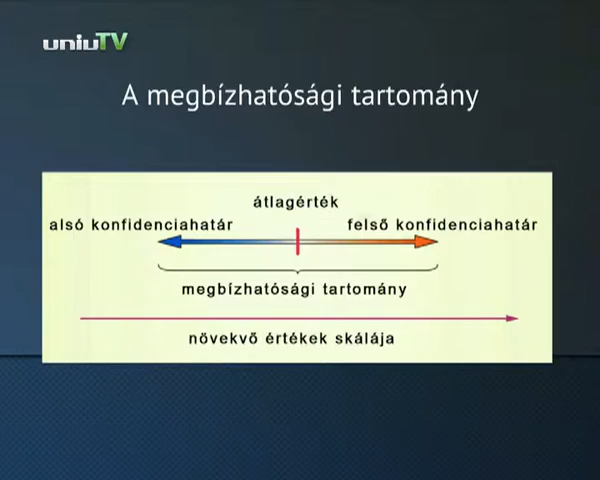 uniuTV
A megbízhatósági tartomány
átlagérték
alsó konfidenciahatár felső konfidenciahatár
megbízhatósági tartomány
növekvő értékek skálája